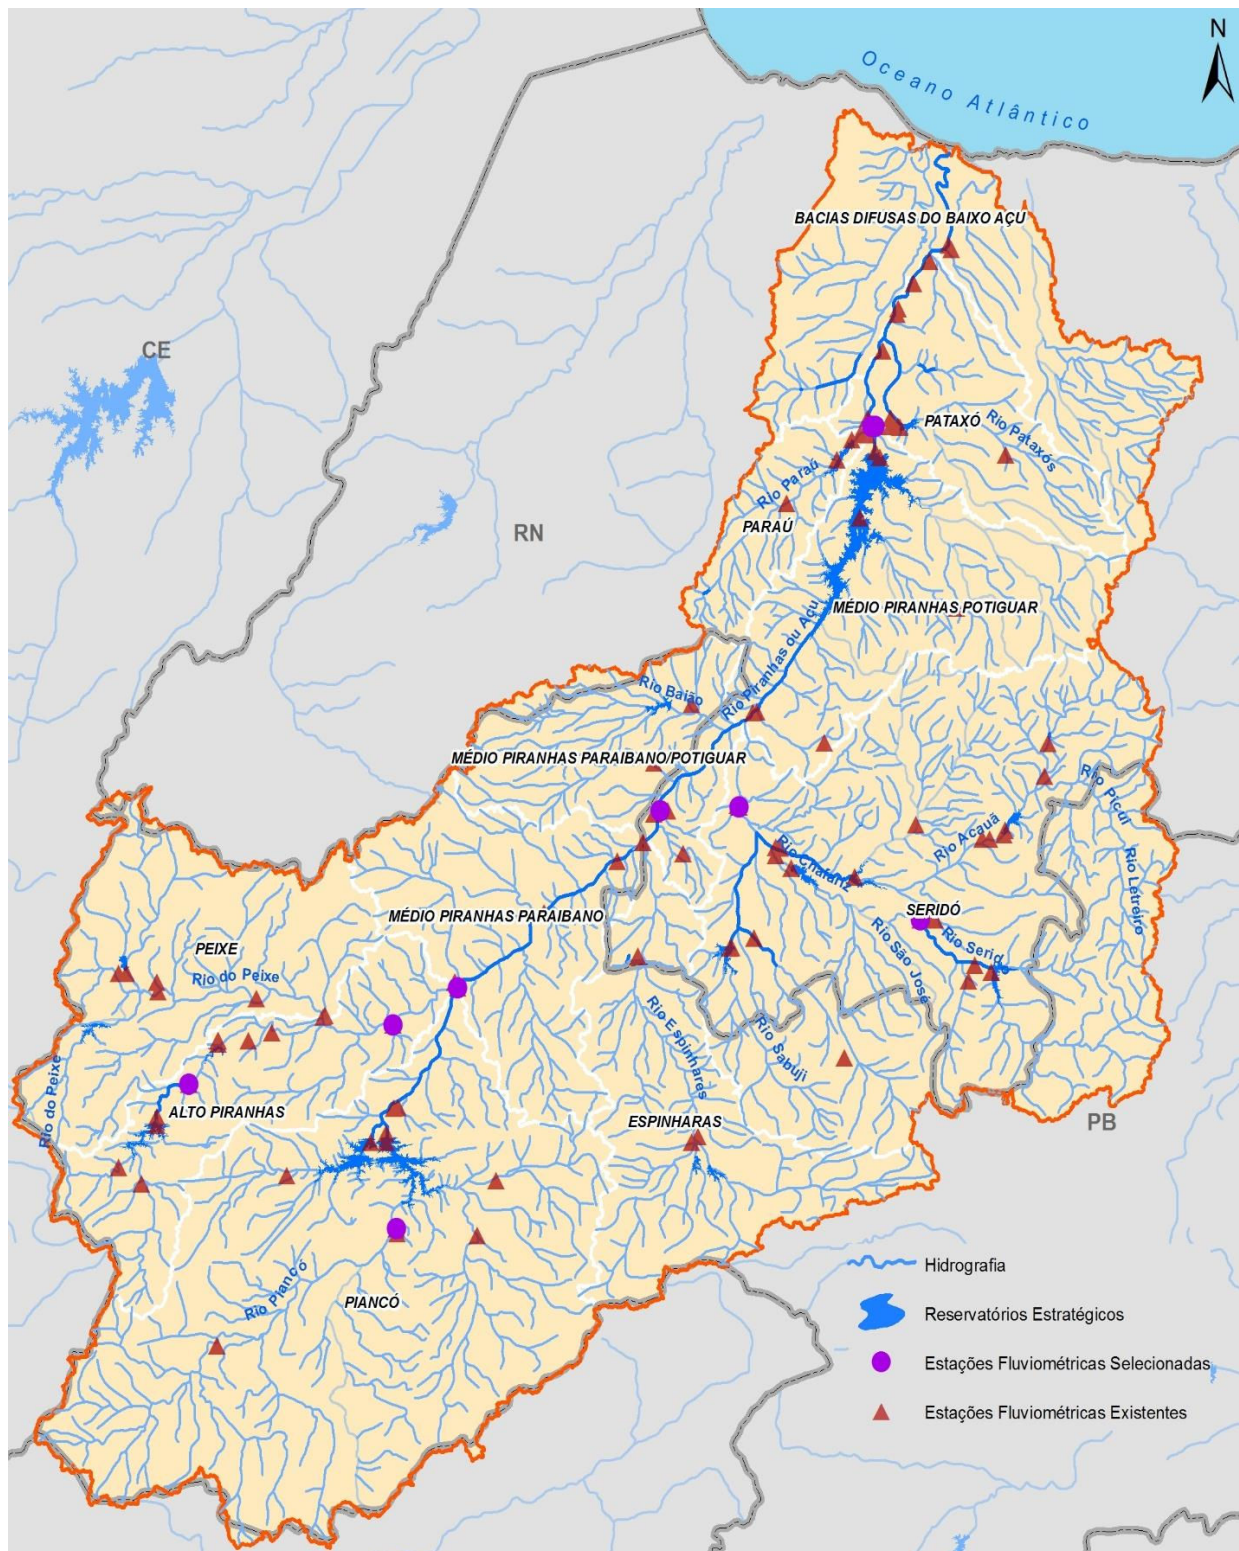 N
Oceano Atlântico
BACIAS DIFUSAS DO BAIXO AÇÚ
CE
PATAXÓ
Rio Pataxós
Rio Paraú
PARAÚ
RN
MÉDIO PIRANHAS POTIGUAR
Rio Piranhas ou Açu
Rio Baião
MÉDIO PIRANHAS PARAIBANO/POTIGUAR
Rio Picuí
Rio Acauã
Rio Chafariz
Rio Letreiro
MÉDIO PIRANHAS PARAIBANO
SERIDÓ
PEIXE
Rio Seridó
Rio São José
Rio do Peixe
Rio Espinhares
Rio Sabuji
Rio do Peixe
ALTO PIRANHAS
ESPINHARAS
PB
Rio Piancó
PIANCÓ
Hidrografia
Reservatórios Estratégicos
Estações Fluviométricas Selecionadas
Estações Fluviométricas Existentes